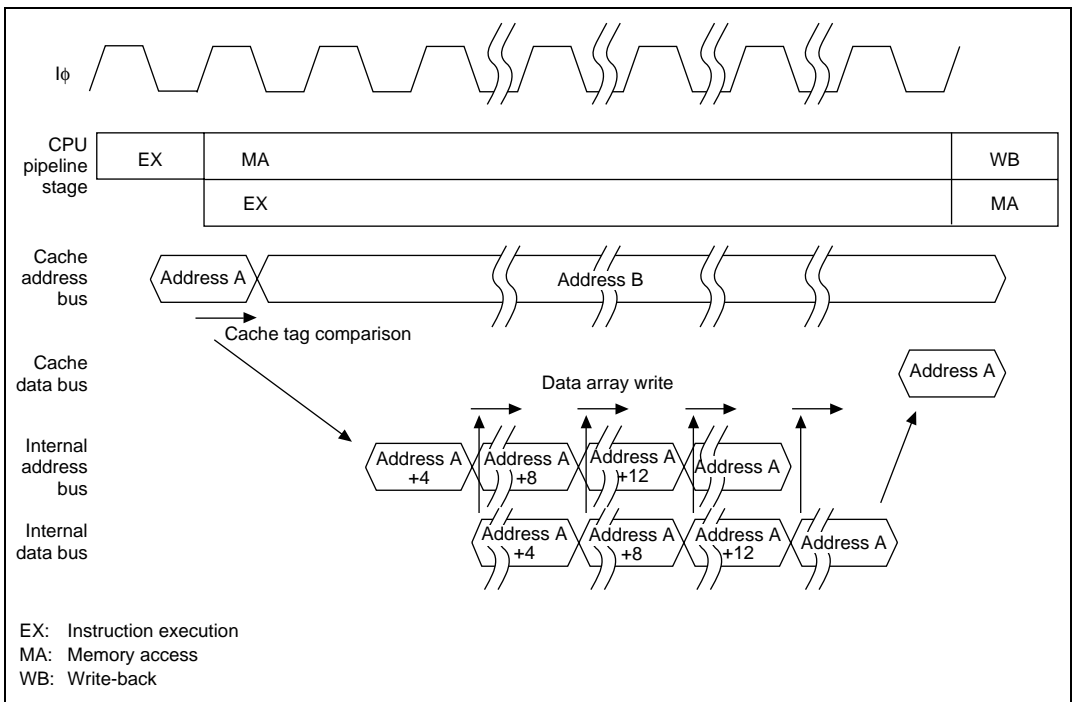 Iφ
CPU
pipeline
stage
EX
MA
WB
EX
MA
Cache
address
bus
Address A
Address B
Cache tag comparison
Cache
data bus
Address A
Data array write
Internal
address
bus
Address A
+4
Address A
+8
Address A
+12
Address A
Internal
data bus
Address A
+4
Address A
+8
Address A
+12
Address A
EX: Instruction execution
MA: Memory access
WB: Write-back